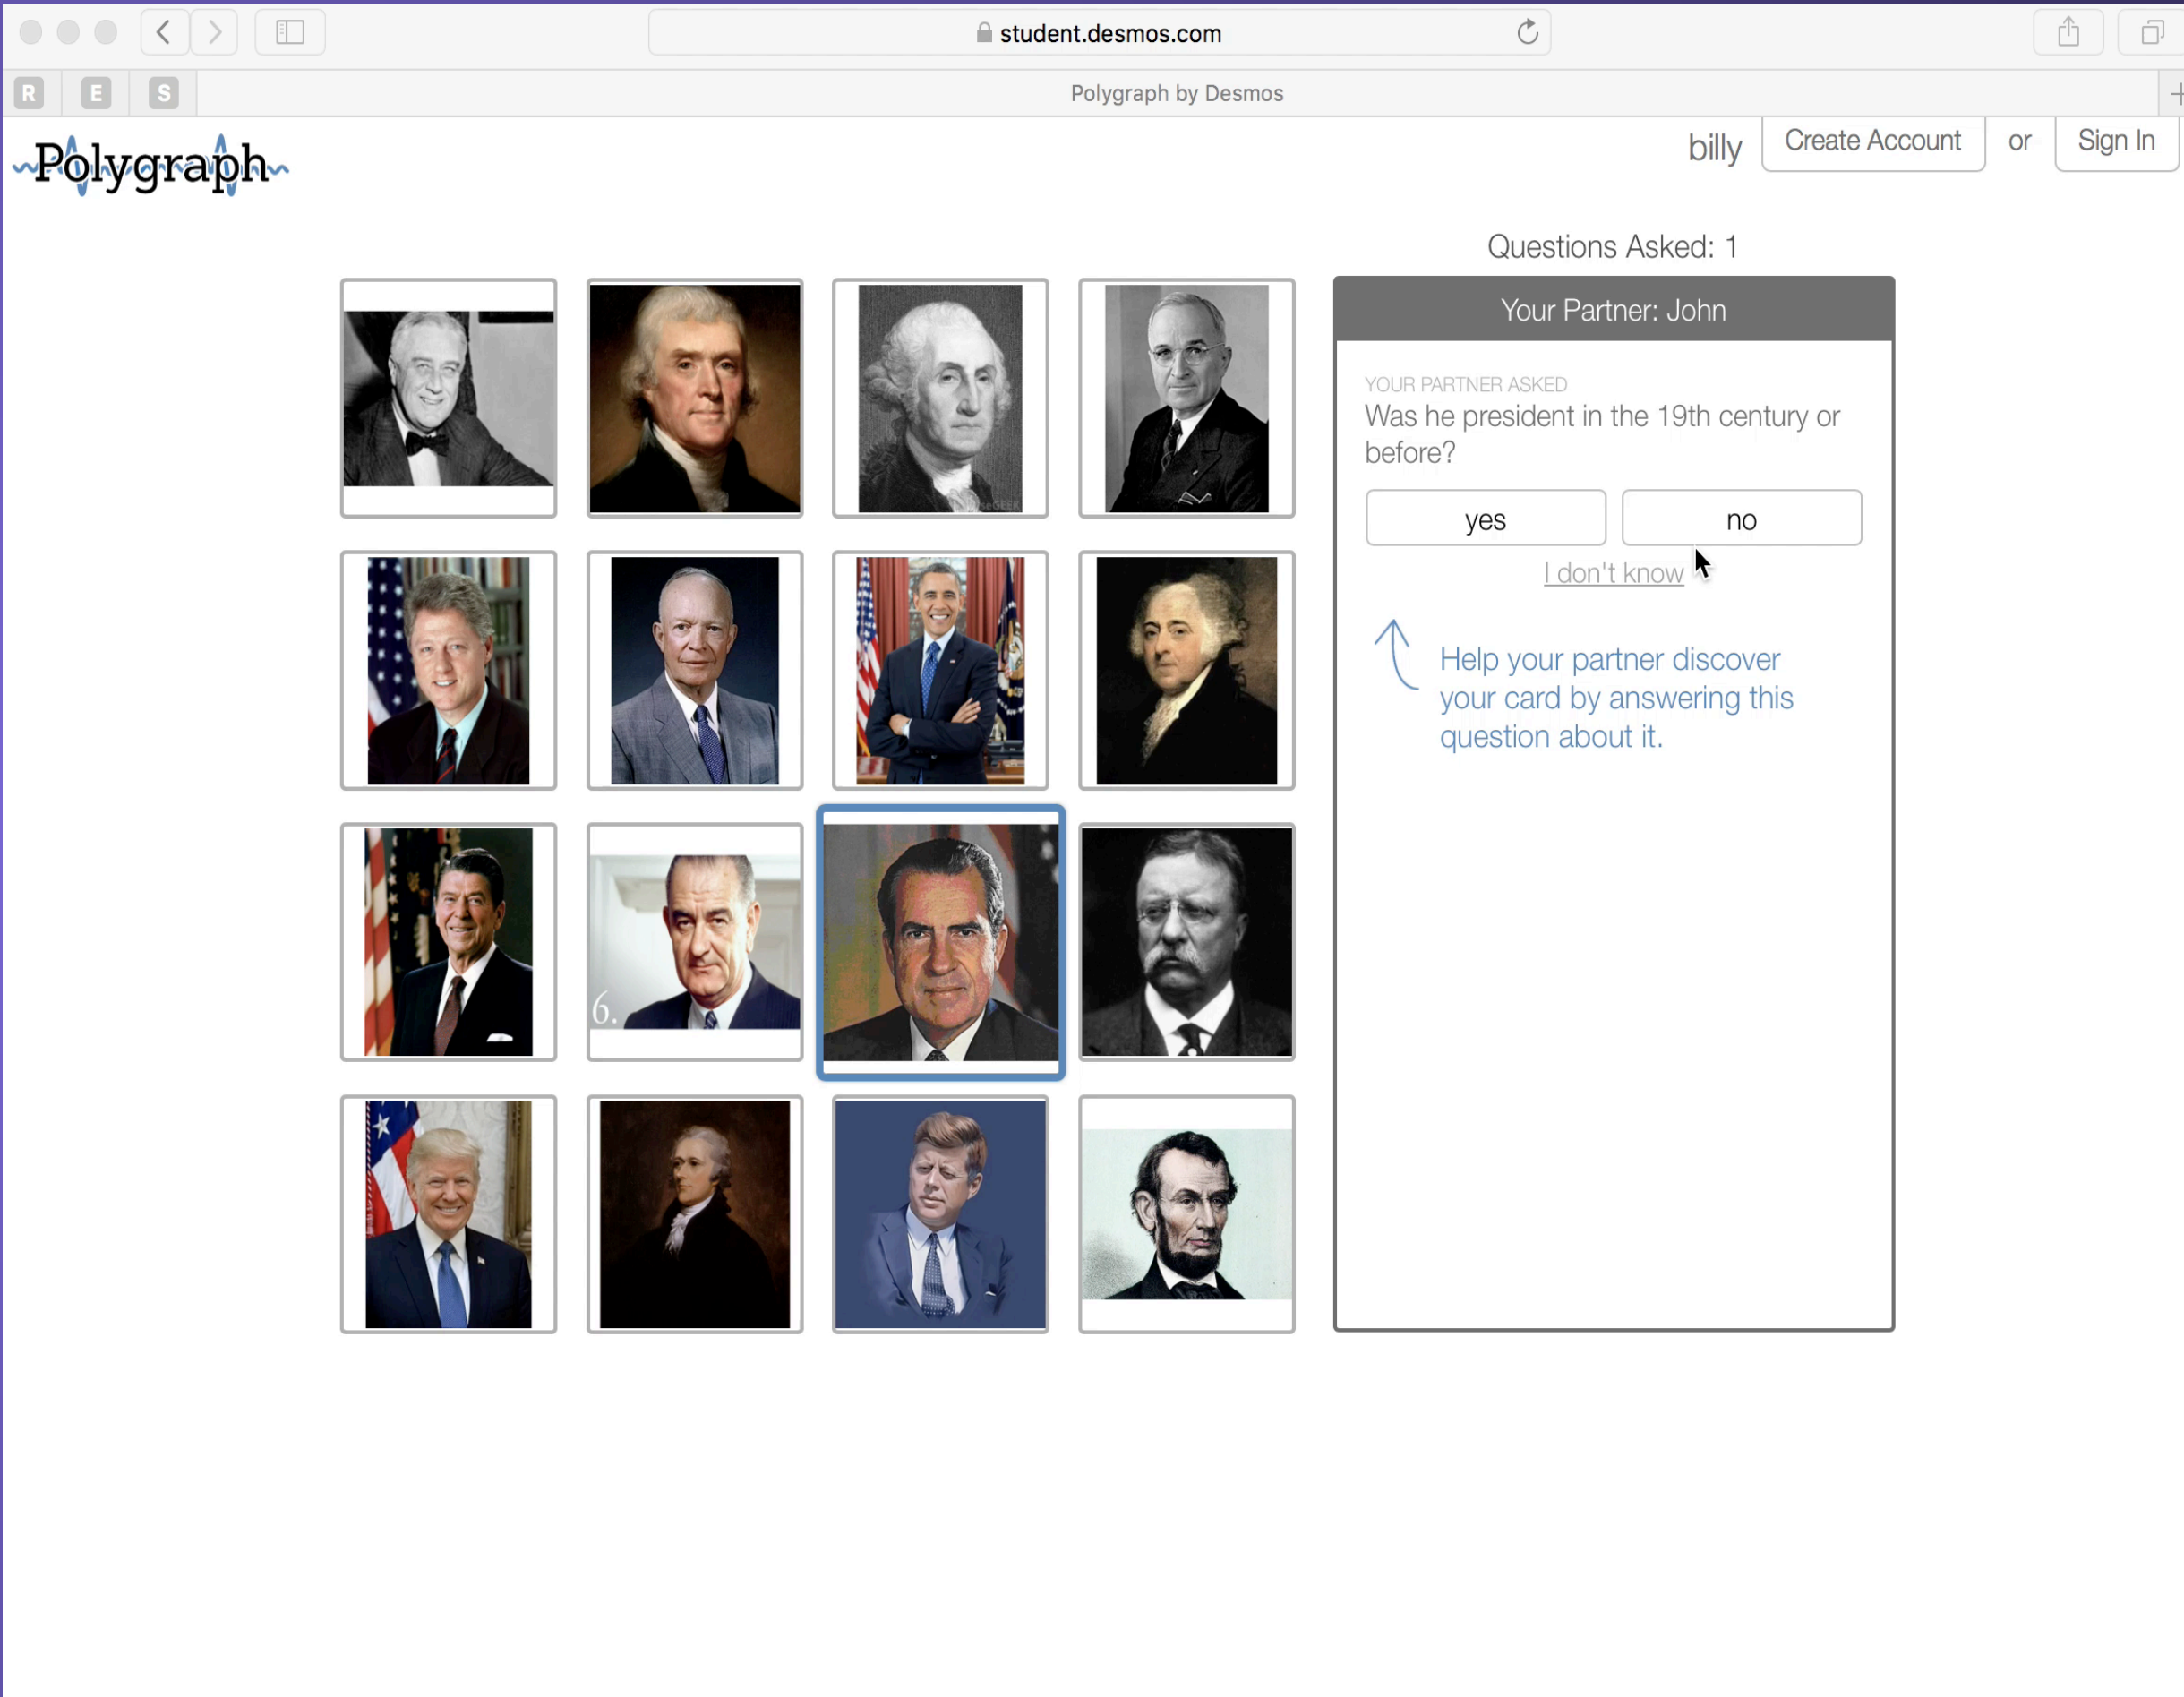 student.desmos.com
R E S
Polygraph by Desmos
Polygraph
billy
Create Account
or
Sign In
Questions Asked: 1
Your Partner: John
YOUR PARTNER ASKED
Was he president in the 19th century or
before?
yes
no
I don't know
Help your partner discover
your card by answering this
question about it.
6.